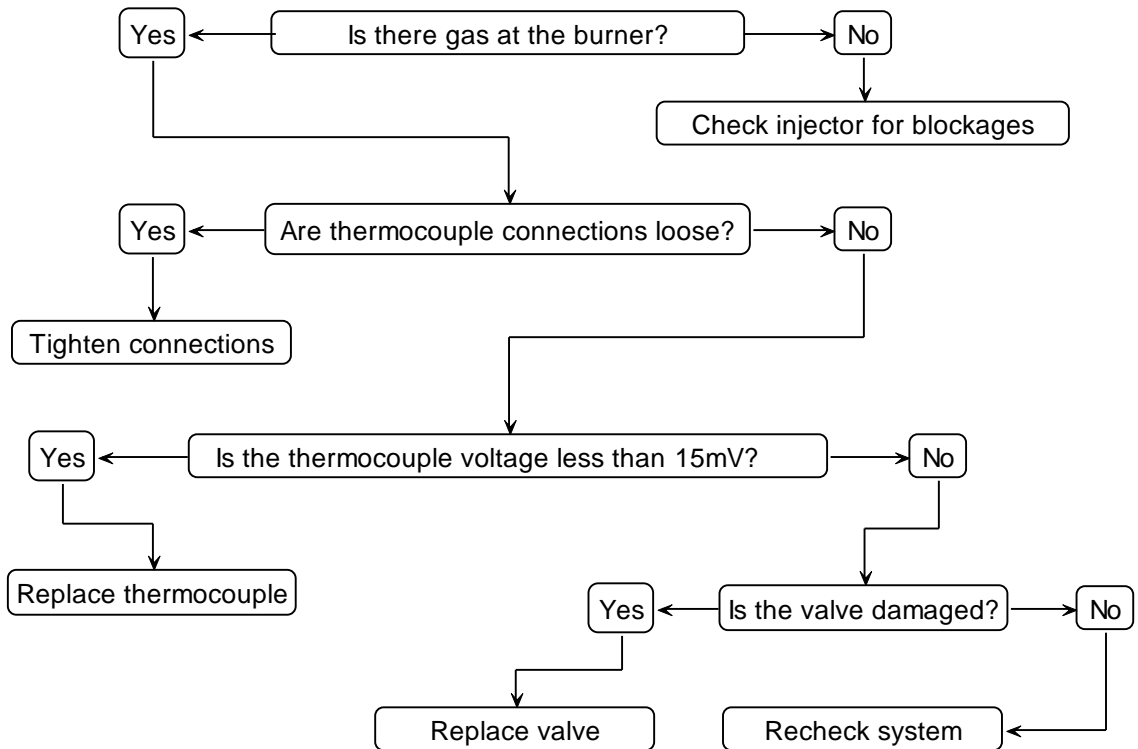 Yes
Is there gas at the burner?
No
Check injector for blockages
Yes
Are thermocouple connections loose?
No
Tighten connections
Yes
Is the thermocouple voltage less than 15mV?
No
Replace thermocouple
Yes
Is the valve damaged?
No
Replace valve
Recheck system